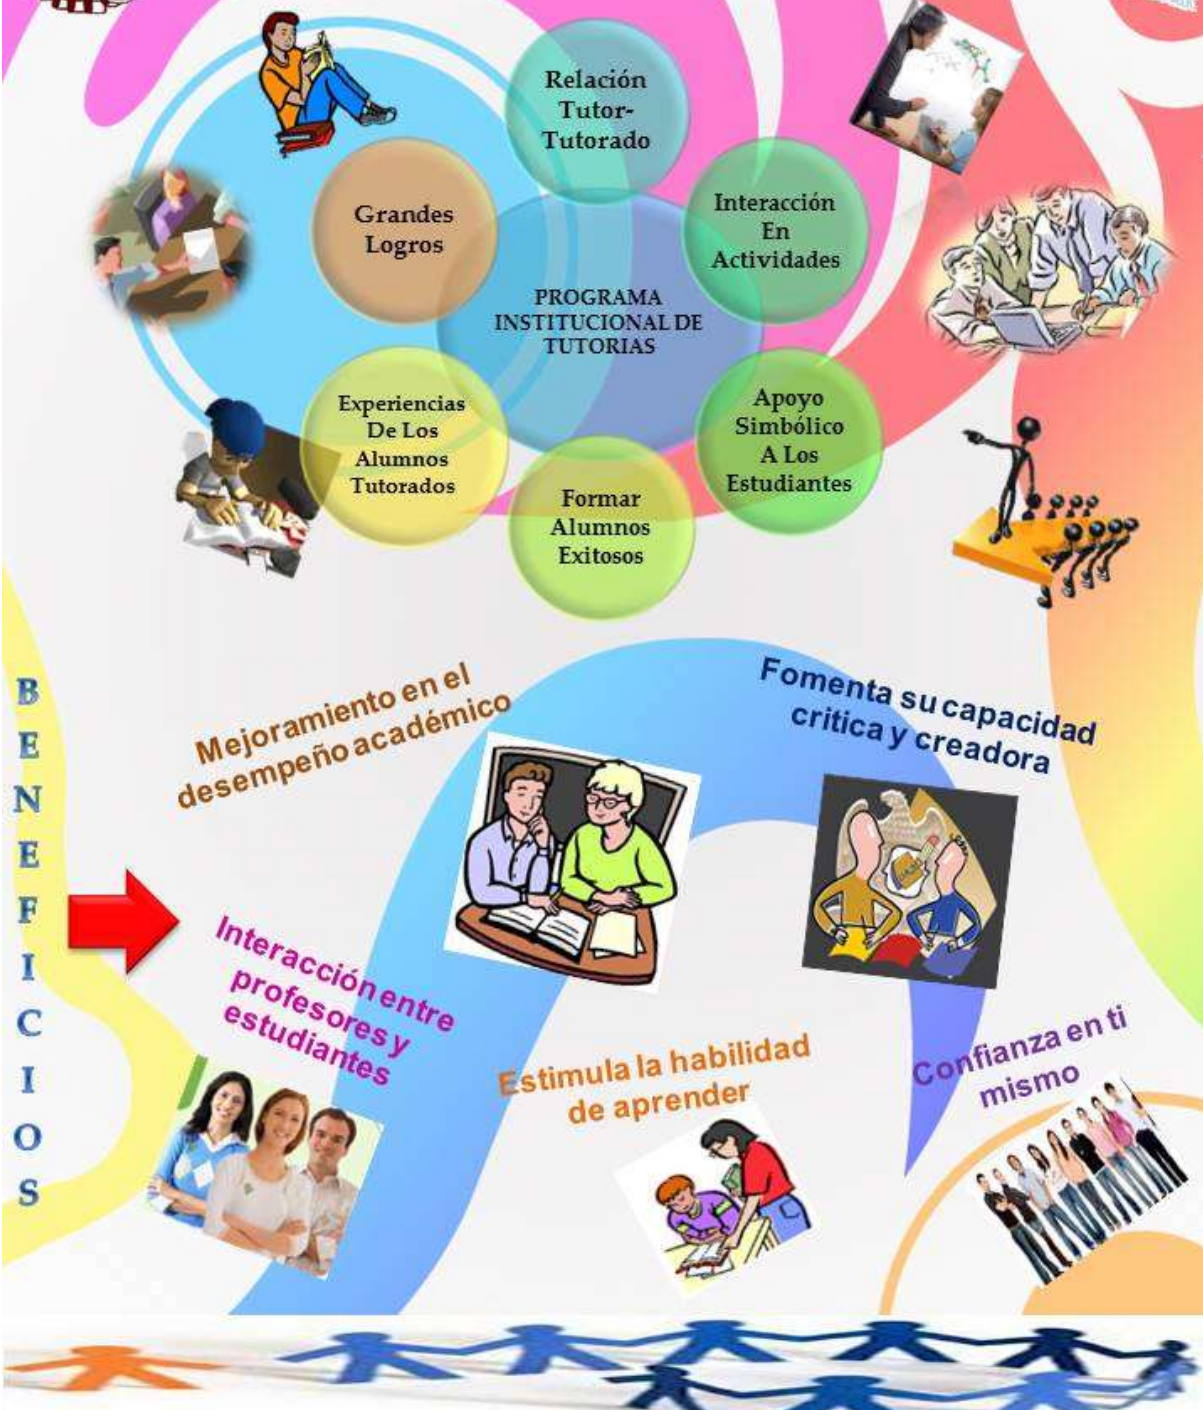 Relación
Tutor-
Tutorado
Interacción
En
Actividades
Apoyo
Simbólico
A Los
Estudiantes
Formar
Alumnos
Exitosos
Experiencias
De Los
Alumnos
Tutorados
Grandes
Logros
PROGRAMA
INSTITUCIONAL DE
TUTORIAS
BENEFICIOS
Mejoramiento en el
desempeño académico
Fomenta su capacidad
critica y creadora
Interacción entre
profesores y
estudiantes
Estimula la habilidad
de aprender
Confianza en ti
mismo